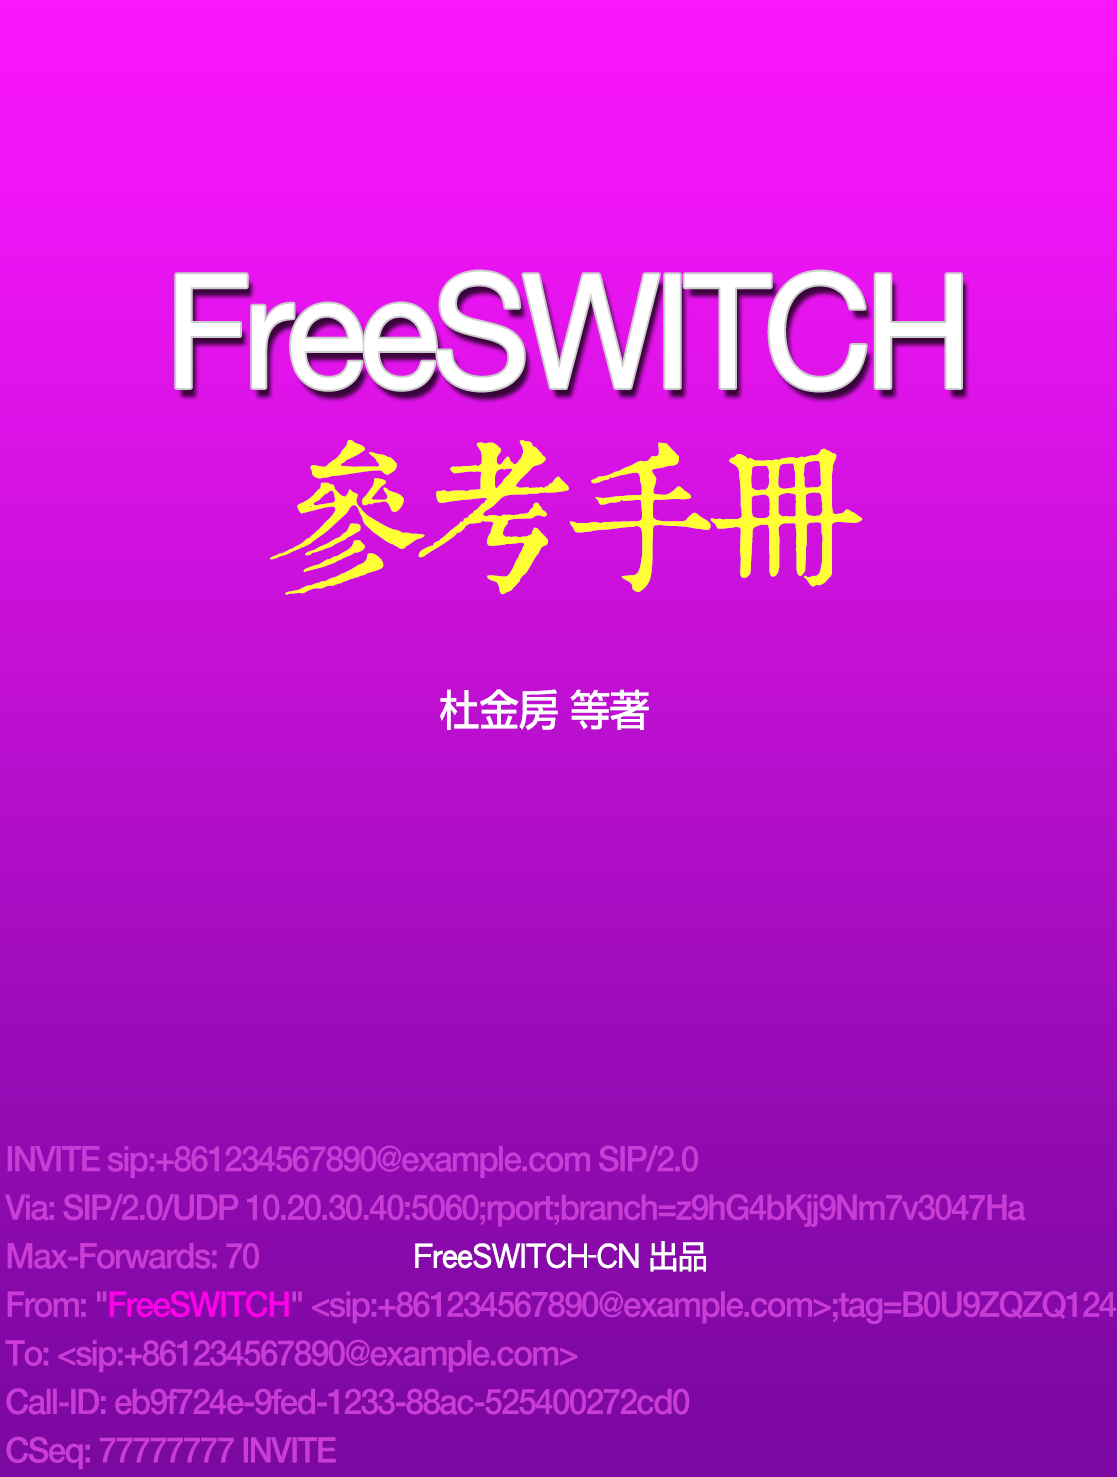 FreeSWITCH
參考手冊
杜金房 等著
INVITE sip:+861234567890@example.com SIP/2.0
Via: SIP/2.0/UDP 10.20.30.40:5060;rport;branch=z9hG4bKjj9Nm7v3047Ha
Max-Forwards: 70
FreeSWITCH-CN 出品
From: "FreeSWITCH" <sip:+861234567890@example.com>;tag=B0U9ZQZQ124
To: <sip:+861234567890@example.com>
Call-ID: eb9f724e-9fed-1233-88ac-525400272cd0
CSeq: 77777777 INVITE